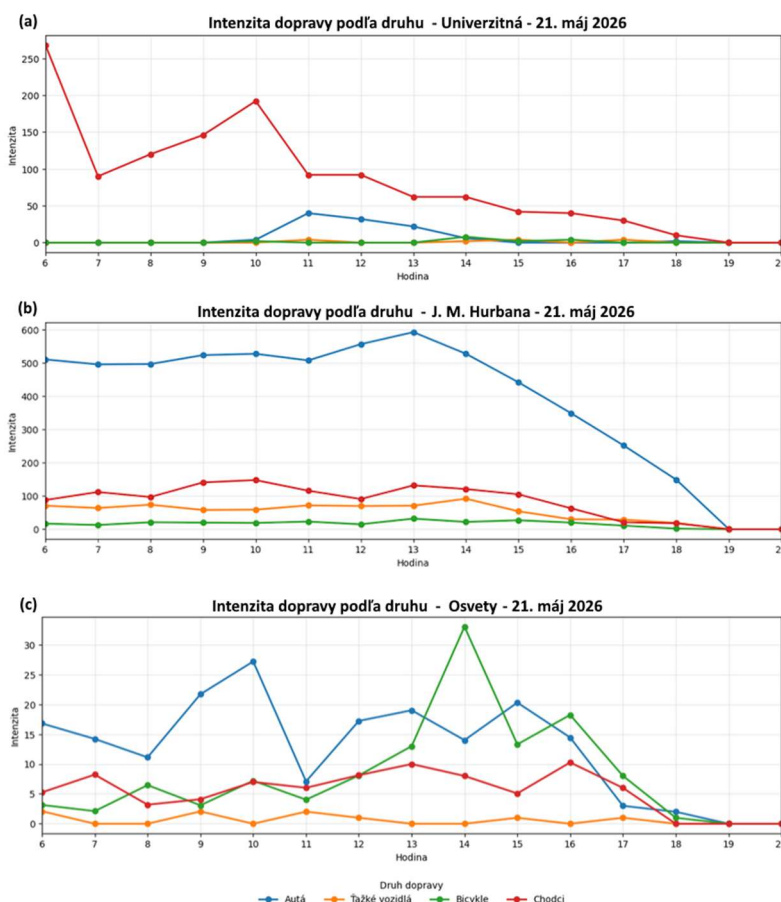 (a)
Intenzita dopravy podľa druhu - Univerzitná - 21. máj 2026
Intenzita
250
200
150
100
50
0
6 7 8 9 10 11 12 13 14 15 16 17 18 19 2
Hodina
(b)
Intenzita dopravy podľa druhu - J. M. Hurbana - 21. máj 2026
Intenzita
600
500
400
300
200
100
0
6 7 8 9 10 11 12 13 14 15 16 17 18 19 2
Hodina
(c)
Intenzita dopravy podľa druhu - Osvety - 21. máj 2026
Intenzita
30
25
20
15
10
5
0
6 7 8 9 10 11 12 13 14 15 16 17 18 19 2
Hodina
Druh dopravy
Autá Ťažké vozidlá Bicykle Chodci